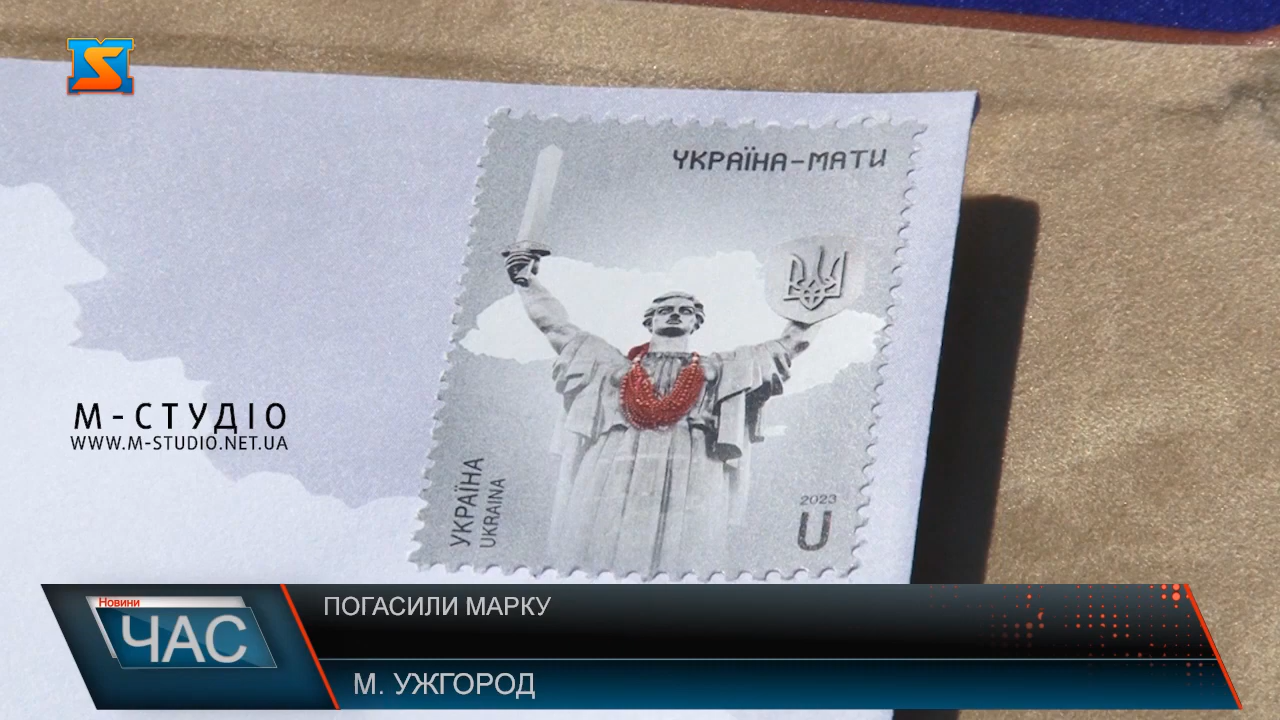 УКРАЇНА-МАТИ
УКРАЇНА
UKRAINA
2023
U
М-СТУДІО
WWW.M-STUDIO.NET.UA
Новини
ЧАС
ПОГАСИЛИ МАРКУ
М. УЖГОРОД